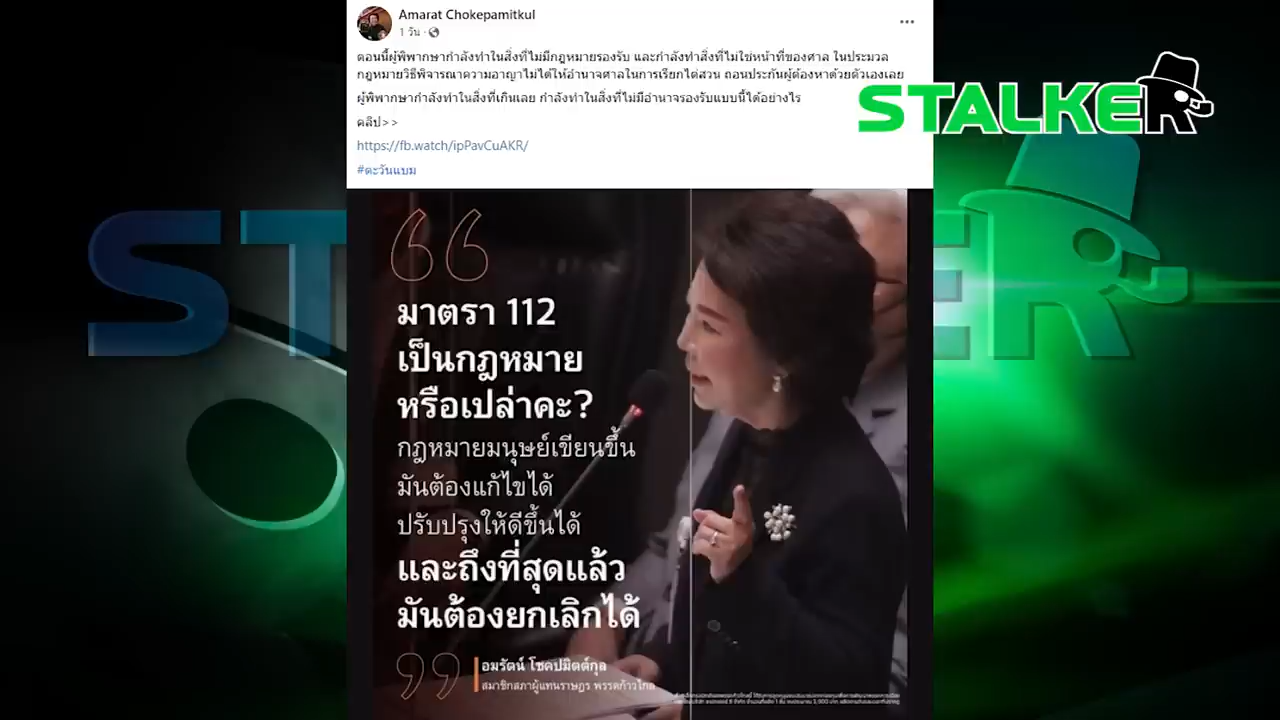 Amarat Chokepamitkul
1 วัน ·
ตอนนี้ผู้พิพากษากำลังทำในสิ่งที่ไม่มีกฎหมายรองรับ และกำลังทำสิ่งที่ไม่ใช่หน้าที่ของศาล ในประมวล
กฎหมายวิธีพิจารณาความอาญาไม่ได้ให้อำนาจศาลในการเรียกไต่สวน ถอนประกันผู้ต้องหาด้วยตัวเองเลย
ผู้พิพากษากำลังทำในสิ่งที่เกินเลย กำลังทำในสิ่งที่ไม่มีอำนาจรองรับแบบนี้ได้อย่างไร
คลิป>>
https://fb.watch/ipPavCuAKR/
#ตะวันแบม
STALKER
ST
ER
มาตรา 112
เป็นกฎหมาย
หรือเปล่าคะ?
กฎหมายมนุษย์เขียนขึ้น
มันต้องแก้ไขได้
ปรับปรุงให้ดีขึ้นได้
และถึงที่สุดแล้ว
มันต้องยกเลิกได้
อมรัตน์ โชคปมิตต์กุล
สมาชิกสภาผู้แทนราษฎร พรรคก้าวไกล